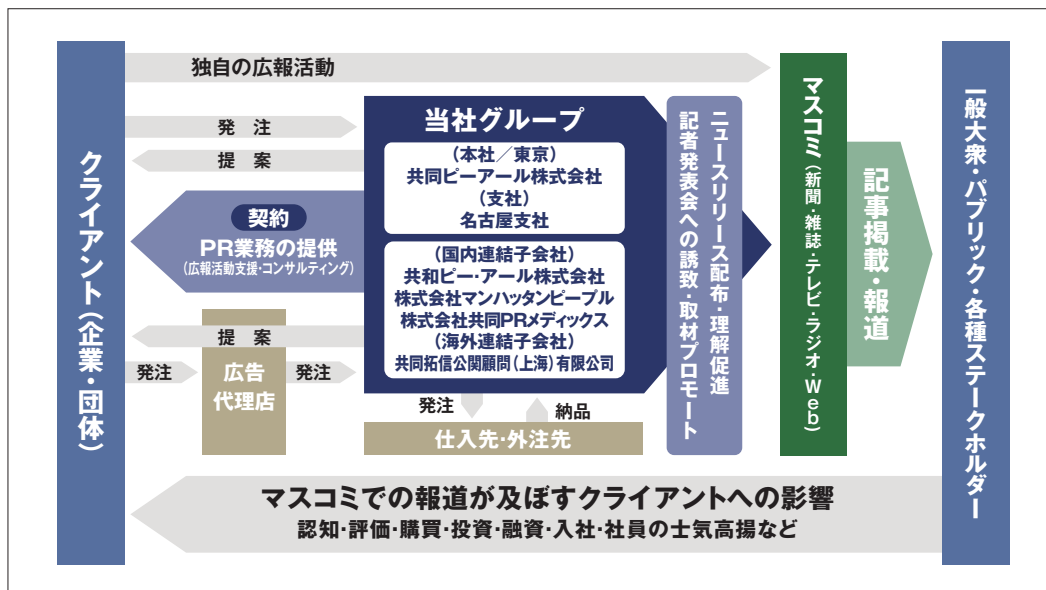 クライアント（企業・団体）
独自の広報活動
発 注
提 案
契約
PR業務の提供
（広報活動支援・コンサルティング）
提 案
発注
広告
代理店
発注
当社グループ
（本社／東京）
共同ピーアール株式会社
（支社）
名古屋支社
（国内連結子会社）
共和ピー・アール株式会社
株式会社マンハッタンピープル
株式会社共同PRメディックス
（海外連結子会社）
共同拓信公関顧問（上海）有限公司
発注
納品
仕入先・外注先
ニュースリリース配布・理解促進
記者発表会への誘致・取材プロモート
マスコミ（新聞・雑誌・テレビ・ラジオ・Web）
記事掲載・報道
一般大衆・パブリック・各種ステークホルダー
マスコミでの報道が及ぼすクライアントへの影響
認知・評価・購買・投資・融資・入社・社員の士気高揚など